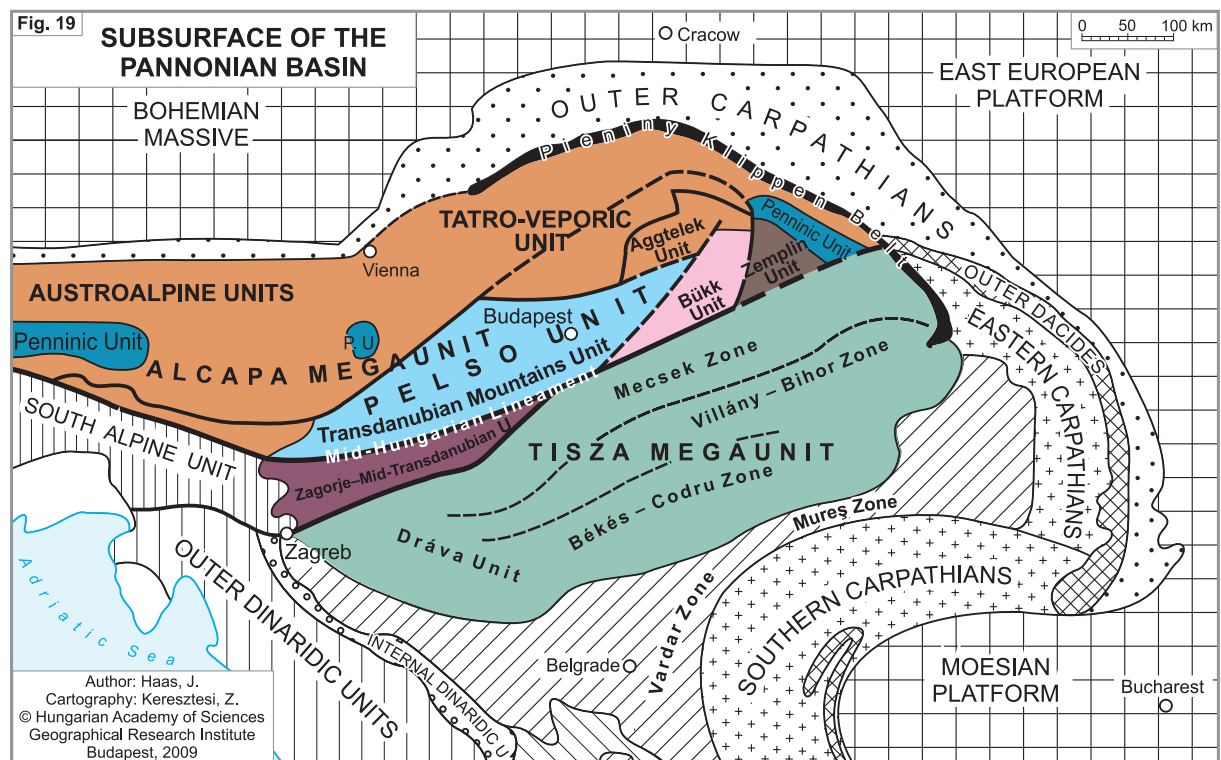 Fig. 19
SUBSURFACE OF THE
PANNONIAN BASIN
0 50 100 km
Cracow
BOHEMIAN
MASSIVE
EAST EUROPEAN
PLATFORM
OUTER CARPATHIANS
Pieniny Klippen Belt
TATRO-VEPORIC
UNIT
Aggtelek
Unit
Penninic Unit
Zemplin
Unit
Bükk
Unit
Vienna
AUSTROALPINE UNITS
Penninic Unit
P. U
Budapest
ALCAPA MEGAUNIT
PELSO UNIT
Transdanubian Mountains Unit
Mid-Hungarian Lineament
Zagorje–Mid-Transdanubian U
OUTER DACIDES
EASTERN CARPATHIANS
Mecsek Zone
Villány – Bihor Zone
TISZA MEGAUNIT
Békés – Codru Zone
Dráva Unit
SOUTH ALPINE UNIT
Zagreb
Mureş Zone
Vardar Zone
SOUTHERN CARPATHIANS
OUTER DINARIDIC UNITS
INTERNAL DINARIDIC U
Adriatic Sea
Belgrade
MOESIAN
PLATFORM
Bucharest
Author: Haas, J.
Cartography: Keresztesi, Z.
© Hungarian Academy of Sciences
Geographical Research Institute
Budapest, 2009